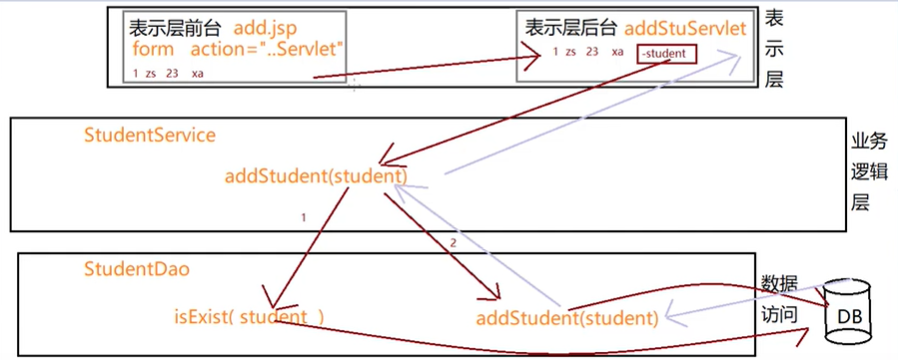 表示层前台 add.jsp
form action="..Servlet"
1 zs 23 xa
表示层后台 addStuServlet
1 zs 23 xa -student
表示层
StudentService
addStudent(student)
业务逻辑层
1
2
StudentDao
isExist( student )
addStudent(student)
数据访问
DB